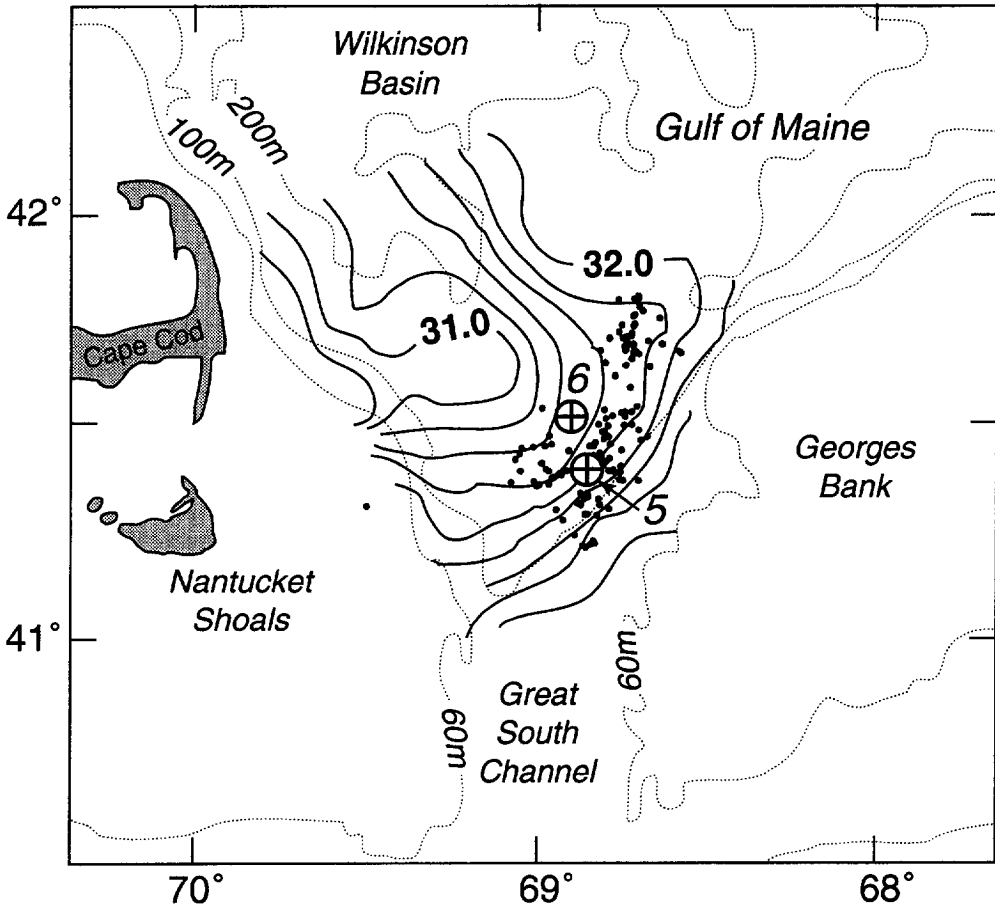 Wilkinson
Basin
Gulf of Maine
200m
100m
42°
32.0
31.0
Cape Cod
6
Georges
Bank
5
Nantucket
Shoals
41°
60m
60m
Great
South
Channel
70°
69°
68°